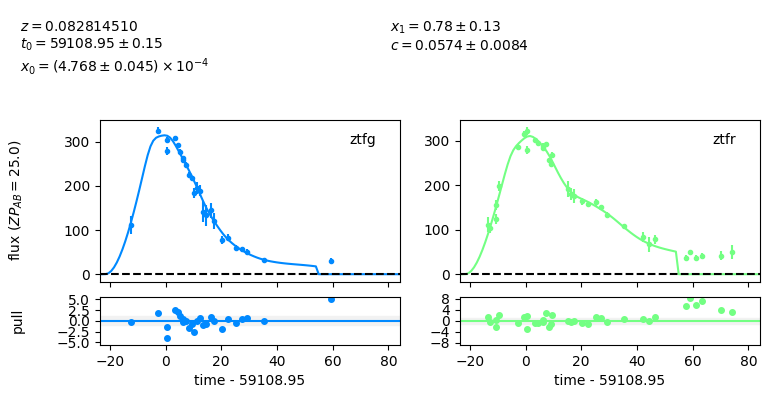 z = 0.082814510
t₀ = 59108.95 ± 0.15
x₀ = (4.768 ± 0.045) × 10⁻⁴
x₁ = 0.78 ± 0.13
c = 0.0574 ± 0.0084
flux (ZP_AB = 25.0)
300
200
100
0
ztfg
300
200
100
0
ztfr
pull
5.0
2.5
0.0
−2.5
−5.0
−20 0 20 40 60 80
time - 59108.95
8
4
0
−4
−8
−20 0 20 40 60 80
time - 59108.95